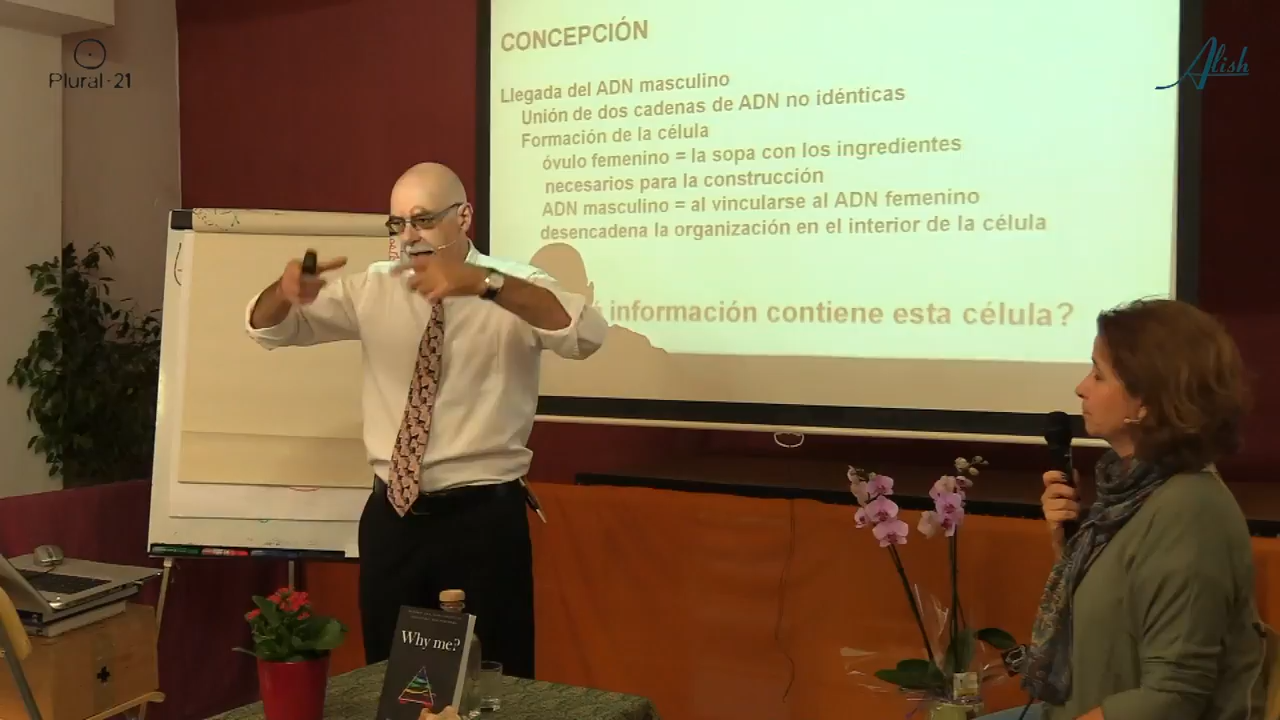 Plural-21
Alish
CONCEPCIÓN
Llegada del ADN masculino
Unión de dos cadenas de ADN no idénticas
Formación de la célula
óvulo femenino = la sopa con los ingredientes
necesarios para la construcción
ADN masculino = al vincularse al ADN femenino
desencadena la organización en el interior de la célula
información contiene esta célula?
Why me?